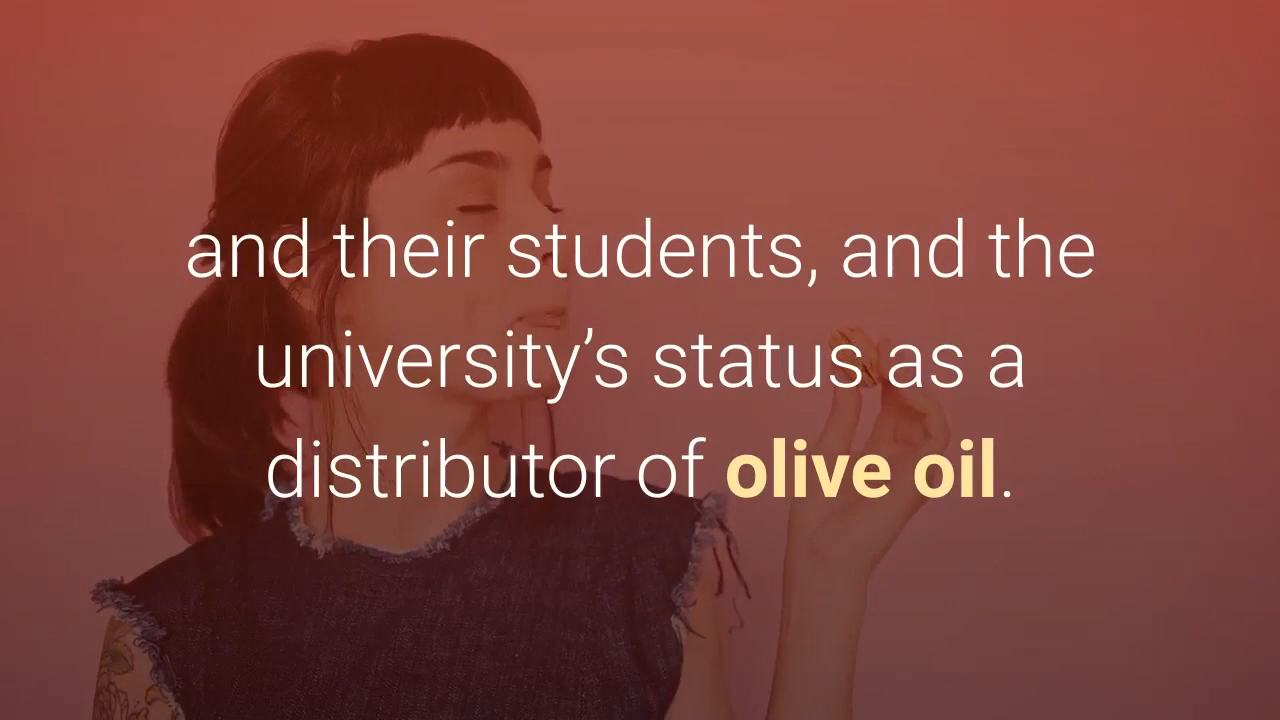 and their students, and the
university’s status as a
distributor of olive oil.